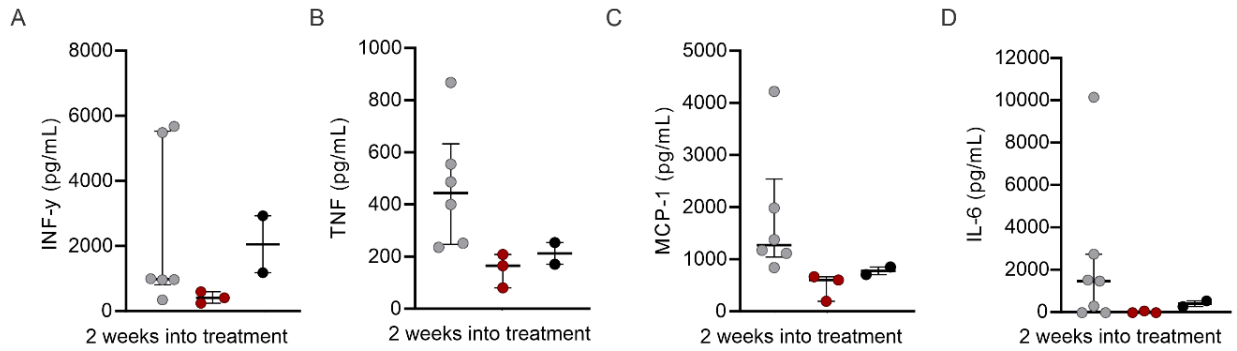 A
INF-y (pg/mL)
8000
6000
4000
2000
0
2 weeks into treatment
B
TNF (pg/mL)
1000
800
600
400
200
0
2 weeks into treatment
C
MCP-1 (pg/mL)
5000
4000
3000
2000
1000
0
2 weeks into treatment
D
IL-6 (pg/mL)
12000
10000
8000
6000
4000
2000
0
2 weeks into treatment